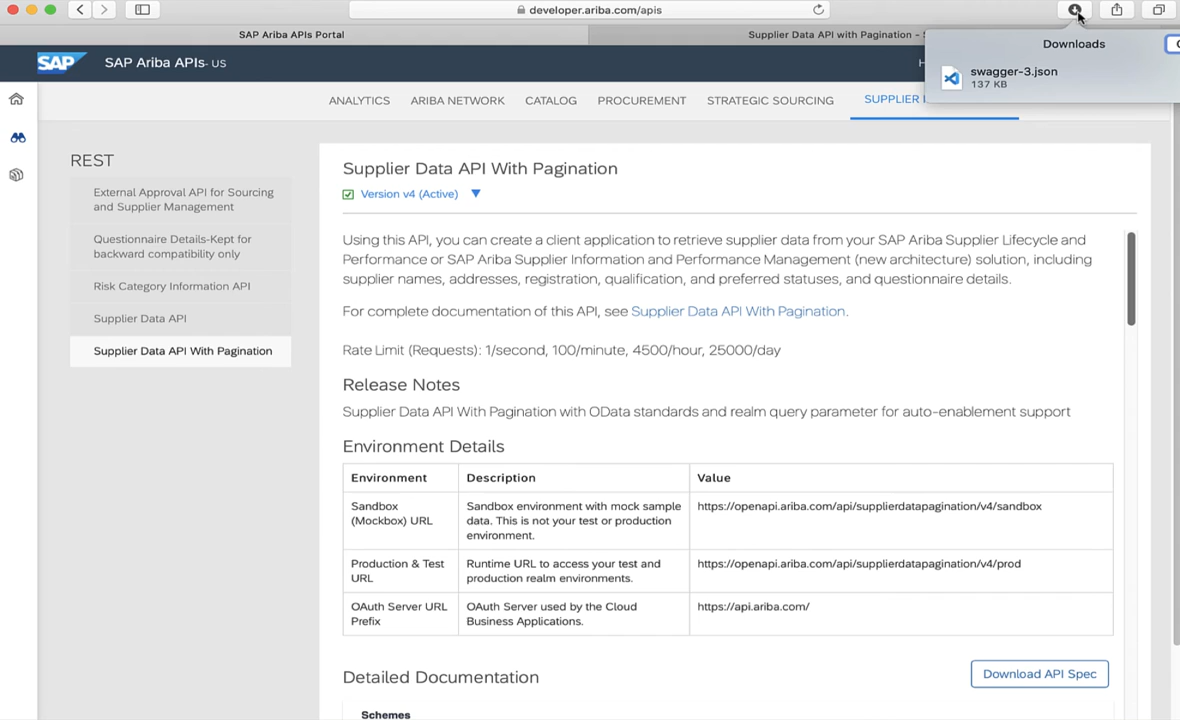 developer.ariba.com/apis
SAP Ariba APIs Portal
Supplier Data API with Pagination -
Downloads
swagger-3.json
137 KB
SAP
SAP Ariba APIs - US
ANALYTICS
ARIBA NETWORK
CATALOG
PROCUREMENT
STRATEGIC SOURCING
SUPPLIER
REST
External Approval API for Sourcing
and Supplier Management
Questionnaire Details-Kept for
backward compatibility only
Risk Category Information API
Supplier Data API
Supplier Data API With Pagination
Supplier Data API With Pagination
Version v4 (Active)
Using this API, you can create a client application to retrieve supplier data from your SAP Ariba Supplier Lifecycle and
Performance or SAP Ariba Supplier Information and Performance Management (new architecture) solution, including
supplier names, addresses, registration, qualification, and preferred statuses, and questionnaire details.
For complete documentation of this API, see Supplier Data API With Pagination.
Rate Limit (Requests): 1/second, 100/minute, 4500/hour, 25000/day
Release Notes
Supplier Data API With Pagination with OData standards and realm query parameter for auto-enablement support
Environment Details
Environment Description Value
Sandbox
(Mockbox) URL
Sandbox environment with mock sample
data. This is not your test or production
environment.
https://openapi.ariba.com/api/supplierdatapagination/v4/sandbox
Production & Test
URL
Runtime URL to access your test and
production realm environments.
https://openapi.ariba.com/api/supplierdatapagination/v4/prod
OAuth Server URL
Prefix
OAuth Server used by the Cloud
Business Applications.
https://api.ariba.com/
Detailed Documentation
Download API Spec
Schemes